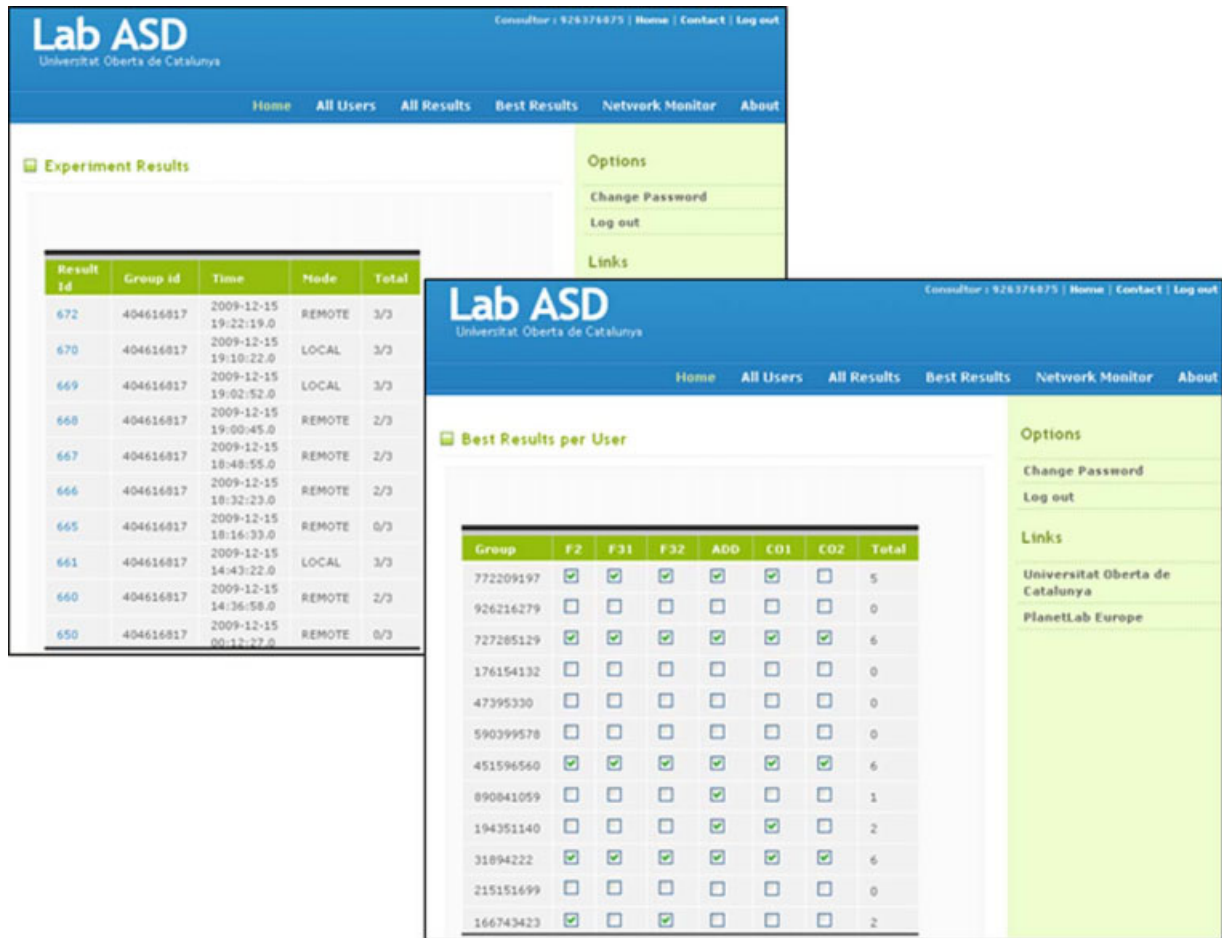 Consultor : 926376875 | Home | Contact | Log out
Lab ASD
Universitat Oberta de Catalunya
Home All Users All Results Best Results Network Monitor About
Experiment Results
Options
Change Password
Log out
Links
Result Id Group id Time Mode Total
672 404616817 2009-12-15 19:22:19.0 REMOTE 3/3
670 404616817 2009-12-15 19:10:22.0 LOCAL 3/3
669 404616817 2009-12-15 19:02:52.0 LOCAL 3/3
668 404616817 2009-12-15 19:00:45.0 REMOTE 2/3
667 404616817 2009-12-15 18:48:55.0 REMOTE 2/3
666 404616817 2009-12-15 18:32:23.0 REMOTE 2/3
665 404616817 2009-12-15 18:16:33.0 REMOTE 0/3
661 404616817 2009-12-15 14:43:22.0 LOCAL 3/3
660 404616817 2009-12-15 14:36:58.0 REMOTE 2/3
650 404616817 2009-12-15 00:12:27.0 REMOTE 0/3
Consultor : 926376875 | Home | Contact | Log out
Lab ASD
Universitat Oberta de Catalunya
Home All Users All Results Best Results Network Monitor About
Best Results per User
Group F2 F31 F32 ADD CO1 CO2 Total
772209197 5
926216279 0
727285129 6
176154132 0
47395330 0
590399578 0
451596560 6
890841059 1
194351140 2
31894222 6
215151699 0
166743423 2
Options
Change Password
Log out
Links
Universitat Oberta de
Catalunya
PlanetLab Europe